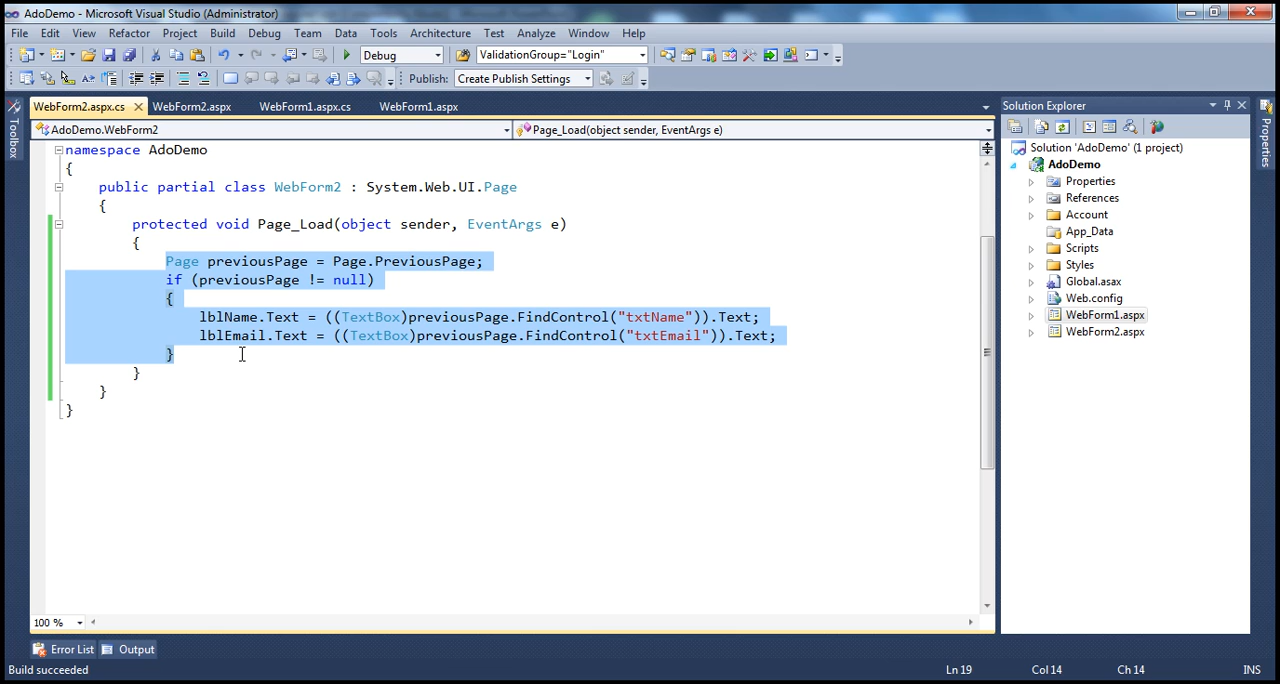 AdoDemo - Microsoft Visual Studio (Administrator)
File Edit View Refactor Project Build Debug Team Data Tools Architecture Test Analyze Window Help
Debug ValidationGroup="Login"
Publish: Create Publish Settings
WebForm2.aspx.cs WebForm2.aspx WebForm1.aspx.cs WebForm1.aspx
AdoDemo.WebForm2 Page_Load(object sender, EventArgs e)
namespace AdoDemo
{
public partial class WebForm2 : System.Web.UI.Page
{
protected void Page_Load(object sender, EventArgs e)
{
Page previousPage = Page.PreviousPage;
if (previousPage != null)
{
lblName.Text = ((TextBox)previousPage.FindControl("txtName")).Text;
lblEmail.Text = ((TextBox)previousPage.FindControl("txtEmail")).Text;
}
}
}
}
100 %
Toolbox
Solution Explorer
Solution 'AdoDemo' (1 project)
AdoDemo
Properties
References
Account
App_Data
Scripts
Styles
Global.asax
Web.config
WebForm1.aspx
WebForm2.aspx
Properties
Error List Output
Build succeeded Ln 19 Col 14 Ch 14 INS